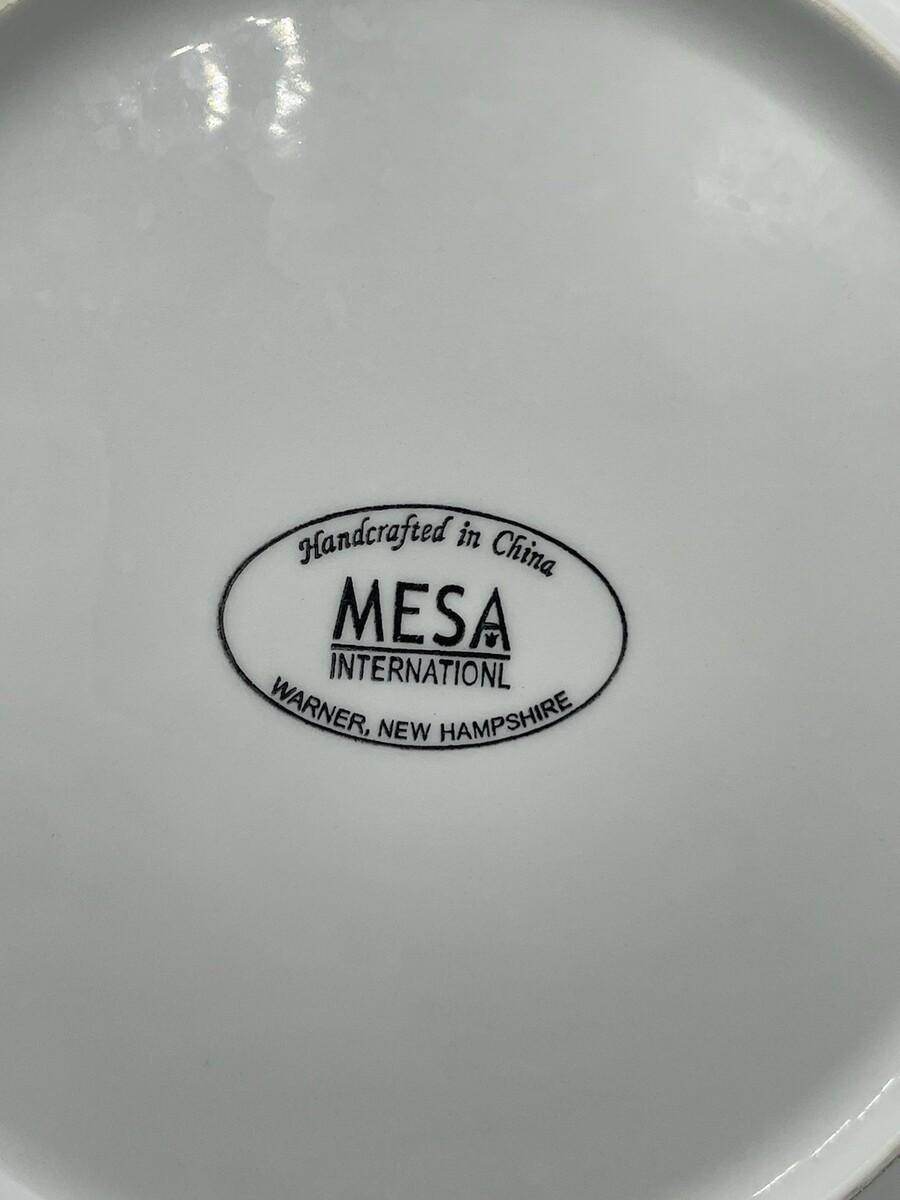 Handcrafted in China
MESA
INTERNATIONL
WARNER, NEW HAMPSHIRE